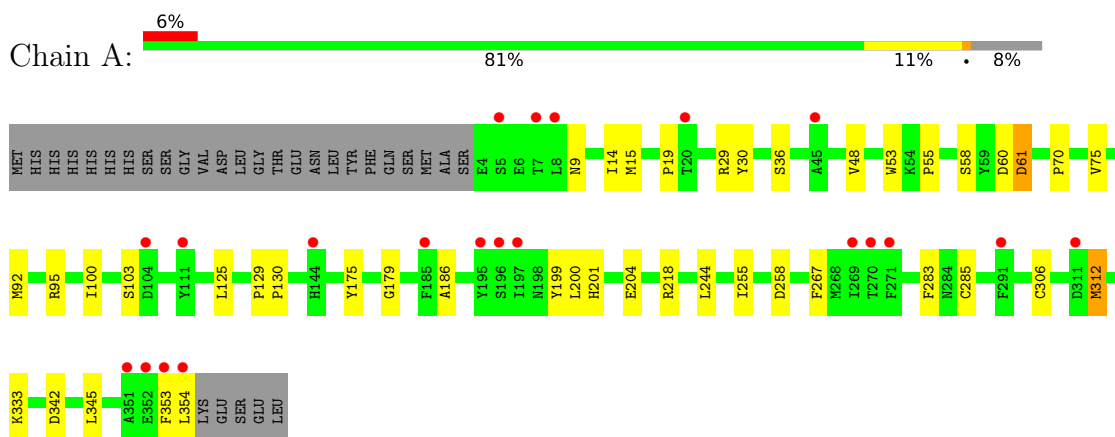 6%
Chain A:
81% 11% • 8%
MET HIS HIS HIS HIS HIS HIS SER SER GLY VAL ASP LEU GLY THR GLU ASN LEU TYR PHE GLN SER MET ALA SER E4 S5 E6 T7 L8 N9 I14 M15 P19 T20 R29 Y30 S36 A45 V48 W53 K54 P55 S58 Y59 D60 D61 P70 V75
M92 R95 I100 S103 D104 Y111 L125 P129 P130 H144 Y175 G179 F185 A186 Y195 S196 I197 N198 Y199 L200 H201 E204 R218 L244 I255 D258 F267 M268 I269 T270 F271 F283 N284 C285 F291 C306 D311 M312
K333 D342 L345 A351 E352 F353 L354 LYS GLU SER GLU LEU